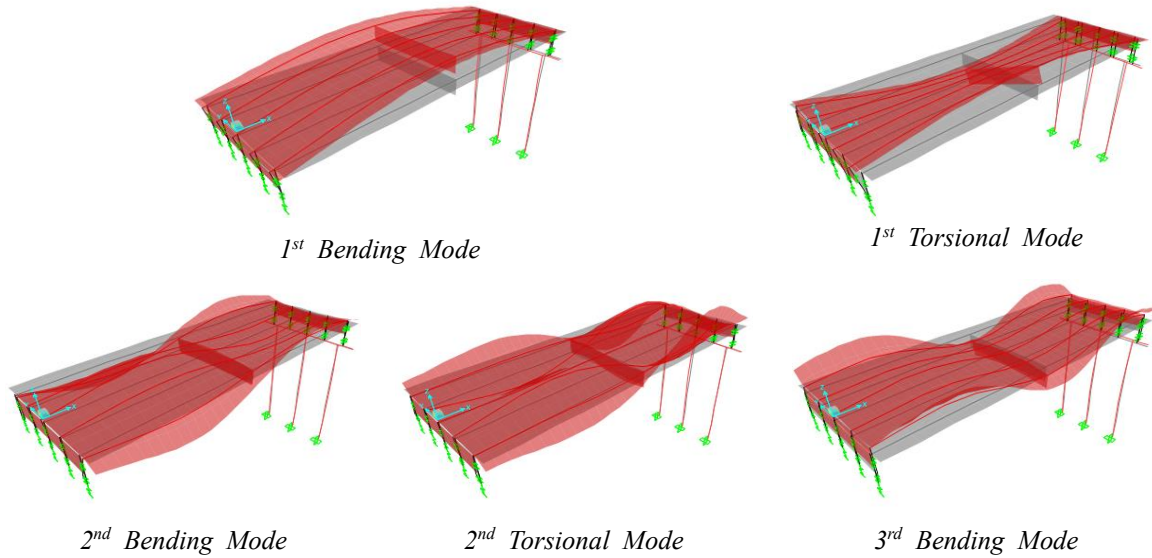 1st Bending Mode
1st Torsional Mode
2nd Bending Mode
2nd Torsional Mode
3rd Bending Mode